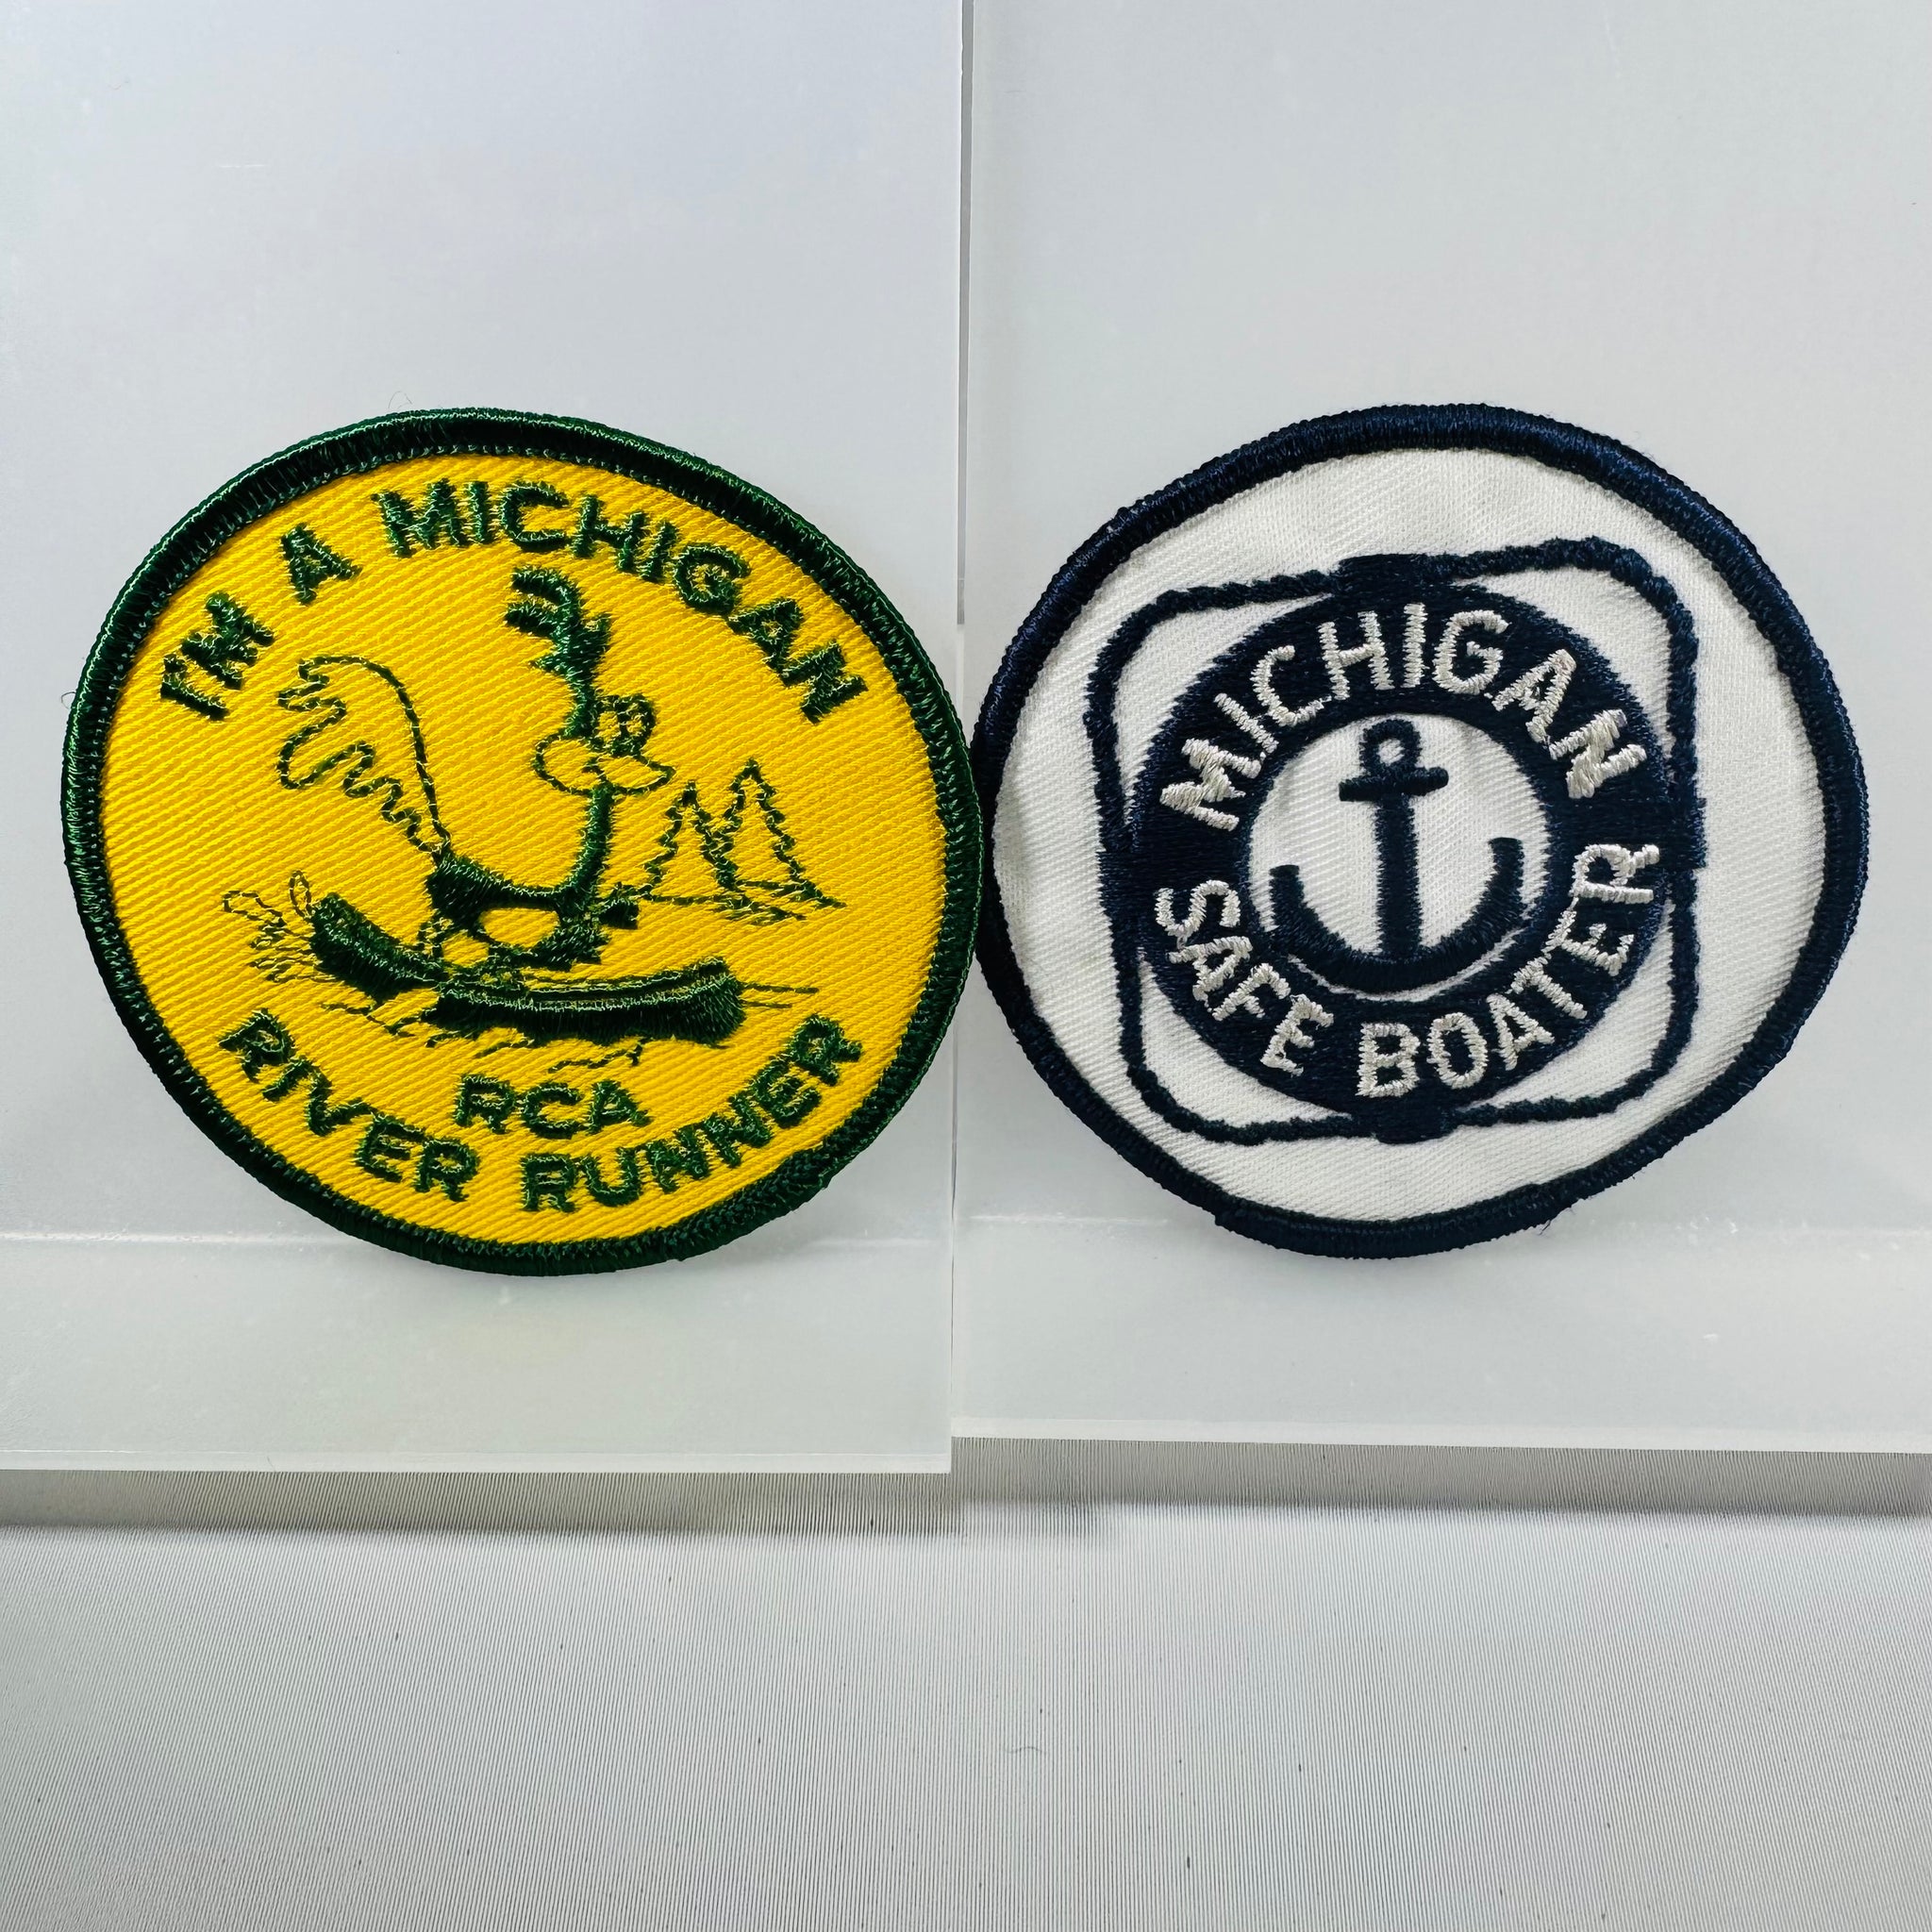 I'M A MICHIGAN
RCA
RIVER RUNNER
MICHIGAN
SAFE BOATER